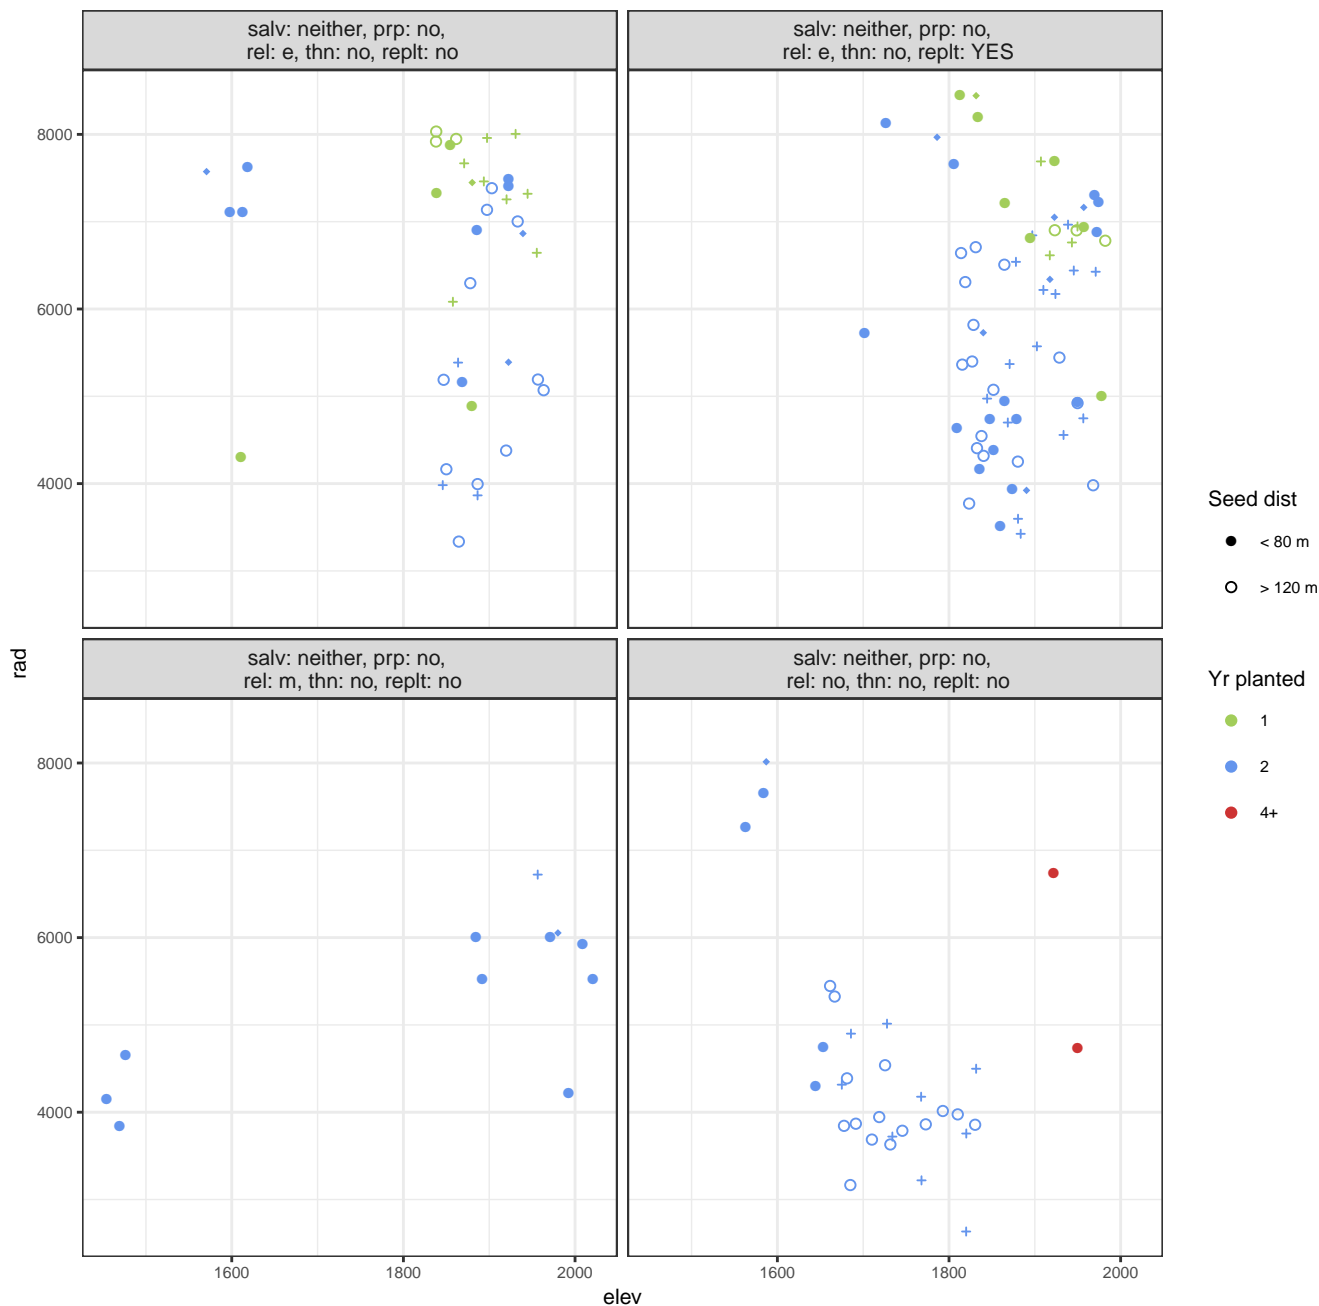 salv: neither, prp: no,
rel: e, thn: no, replt: no
salv: neither, prp: no,
rel: e, thn: no, replt: YES
8000
6000
4000
salv: neither, prp: no,
rel: m, thn: no, replt: no
salv: neither, prp: no,
rel: no, thn: no, replt: no
8000
6000
4000
1600
1800
2000
1600
1800
2000
elev
rad
Seed dist
< 80 m
> 120 m
Yr planted
1
2
4+